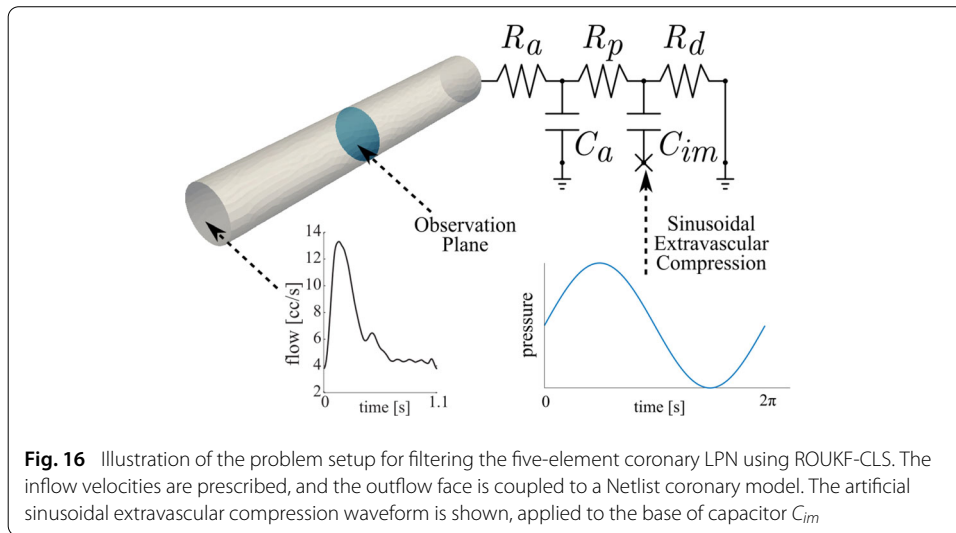 R_a R_p R_d
C_a C_im
Observation
Plane
Sinusoidal
Extravascular
Compression
14
12
10
8
6
4
2
flow [cc/s]
0 time [s] 1.1
pressure
0 time [s] 2π
Fig. 16 Illustration of the problem setup for filtering the five-element coronary LPN using ROUKF-CLS. The
inflow velocities are prescribed, and the outflow face is coupled to a Netlist coronary model. The artificial
sinusoidal extravascular compression waveform is shown, applied to the base of capacitor C_im